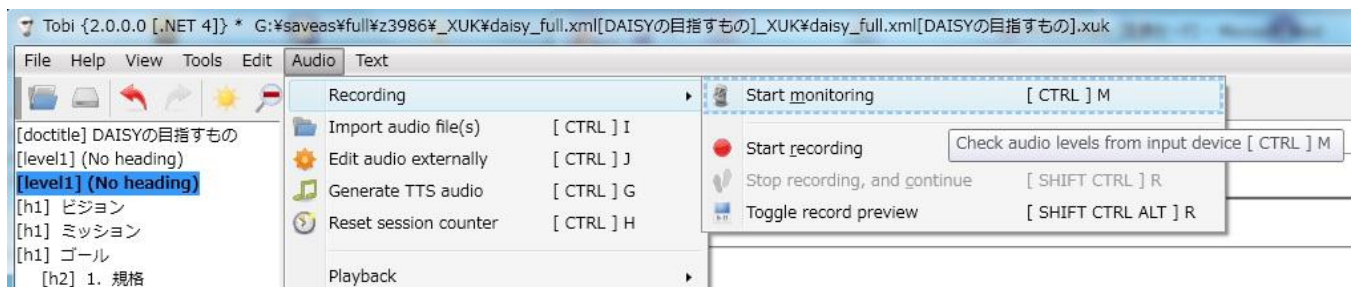 Tobi {2.0.0.0 [.NET 4]} * G:¥saveas¥full¥z3986¥_XUK¥daisy_full.xml[DAISYの目指すもの]_XUK¥daisy_full.xml[DAISYの目指すもの].xuk
File Help View Tools Edit Audio Text
[doctitle] DAISYの目指すもの
[level1] (No heading)
[level1] (No heading)
[h1] ビジョン
[h1] ミッション
[h1] ゴール
[h2] 1. 規格
Recording
Import audio file(s) [ CTRL ] I
Edit audio externally [ CTRL ] J
Generate TTS audio [ CTRL ] G
Reset session counter [ CTRL ] H
Playback
Start monitoring [ CTRL ] M
Start recording
Check audio levels from input device [ CTRL ] M
Stop recording, and continue [ SHIFT CTRL ] R
Toggle record preview [ SHIFT CTRL ALT ] R